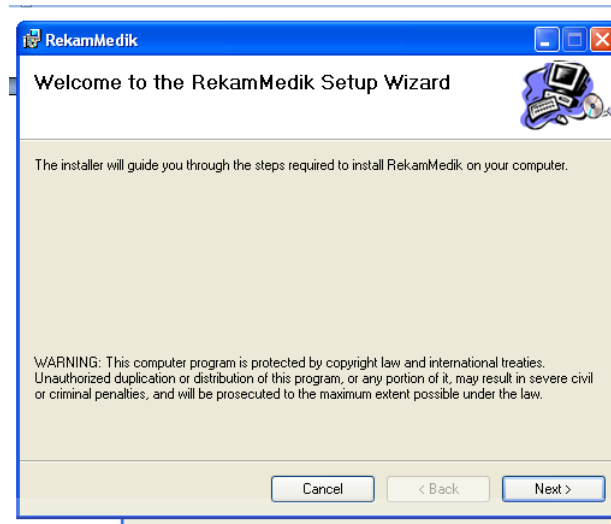 RekamMedik
Welcome to the RekamMedik Setup Wizard
The installer will guide you through the steps required to install RekamMedik on your computer.
WARNING: This computer program is protected by copyright law and international treaties.
Unauthorized duplication or distribution of this program, or any portion of it, may result in severe civil
or criminal penalties, and will be prosecuted to the maximum extent possible under the law.
Cancel
< Back
Next >